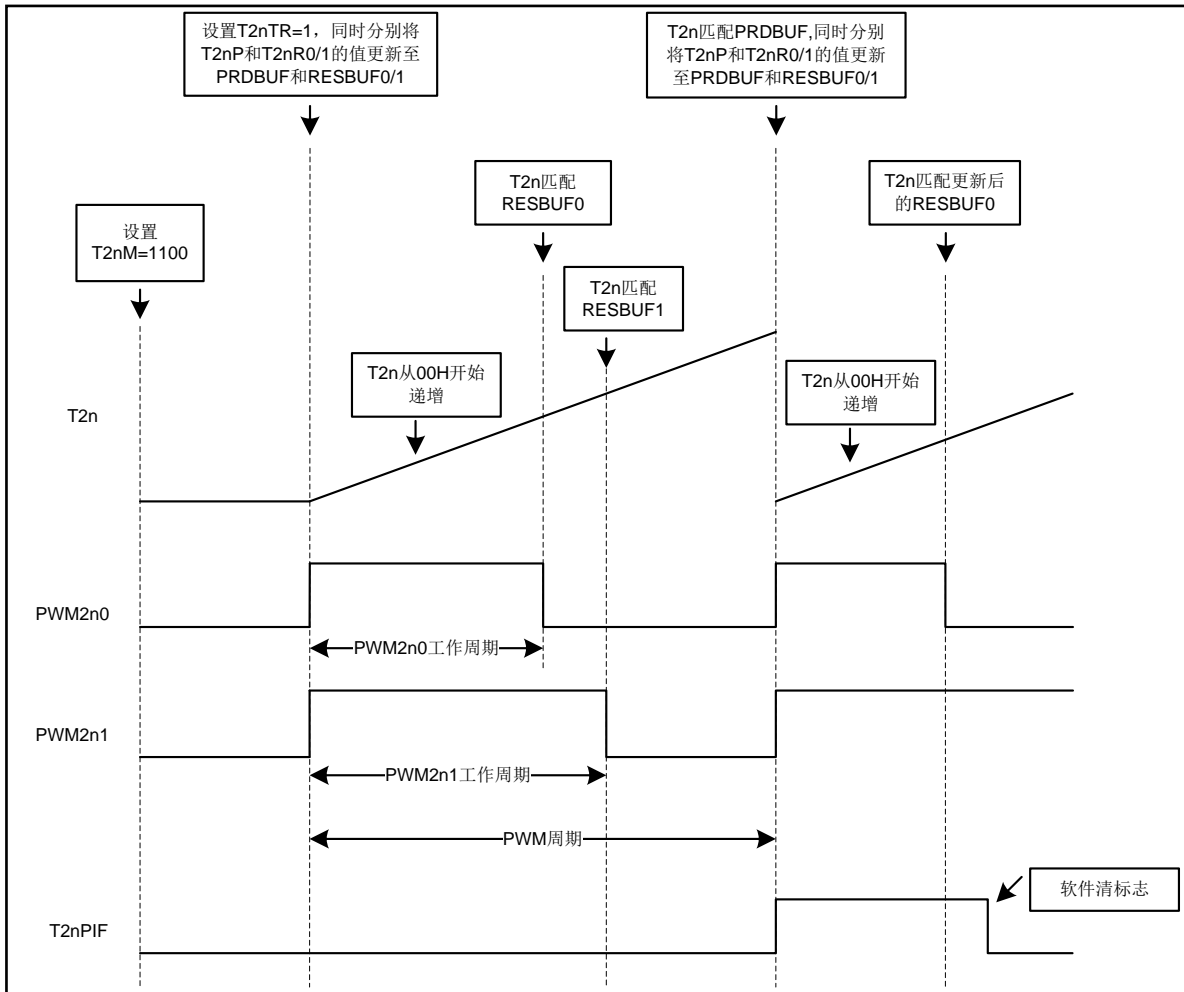 设置T2nTR=1，同时分别将
T2nP和T2nR0/1的值更新至
PRDBUF和RESBUF0/1
T2n匹配PRDBUF,同时分别
将T2nP和T2nR0/1的值更新
至PRDBUF和RESBUF0/1
T2n匹配
RESBUF0
T2n匹配更新后
的RESBUF0
设置
T2nM=1100
T2n匹配
RESBUF1
T2n从00H开始
递增
T2n从00H开始
递增
T2n
PWM2n0
PWM2n0工作周期
PWM2n1
PWM2n1工作周期
PWM周期
软件清标志
T2nPIF